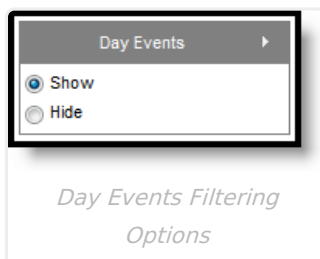 Day Events
Show
Hide
Day Events Filtering
Options